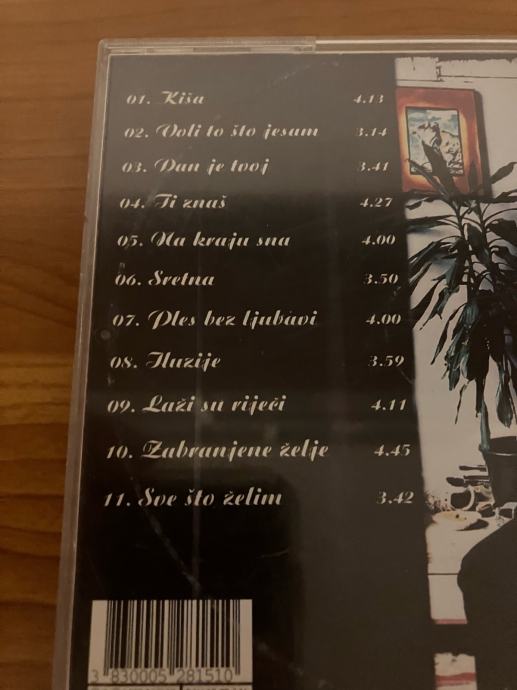 01. Kiša 4.13
02. Voli to što jesam 3.14
03. Dan je tvoj 3.41
04. Ti znaš 4.27
05. Na kraju sna 4.00
06. Sretna 3.50
07. Ples bez ljubavi 4.00
08. Iluzije 3.59
09. Laži su riječi 4.11
10. Zabranjene želje 4.45
11. Sve što želim 3.42
3 830005 281510